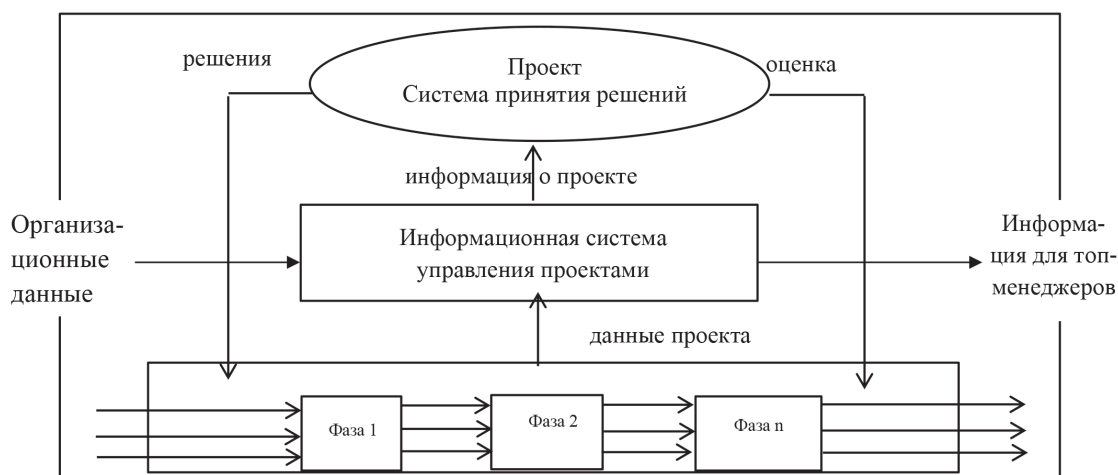 решения
Проект
Система принятия решений
оценка
информация о проекте
Организа-
ционные
данные
Информационная система
управления проектами
Информа-
ция для топ-
менеджеров
данные проекта
Фаза 1
Фаза 2
Фаза n